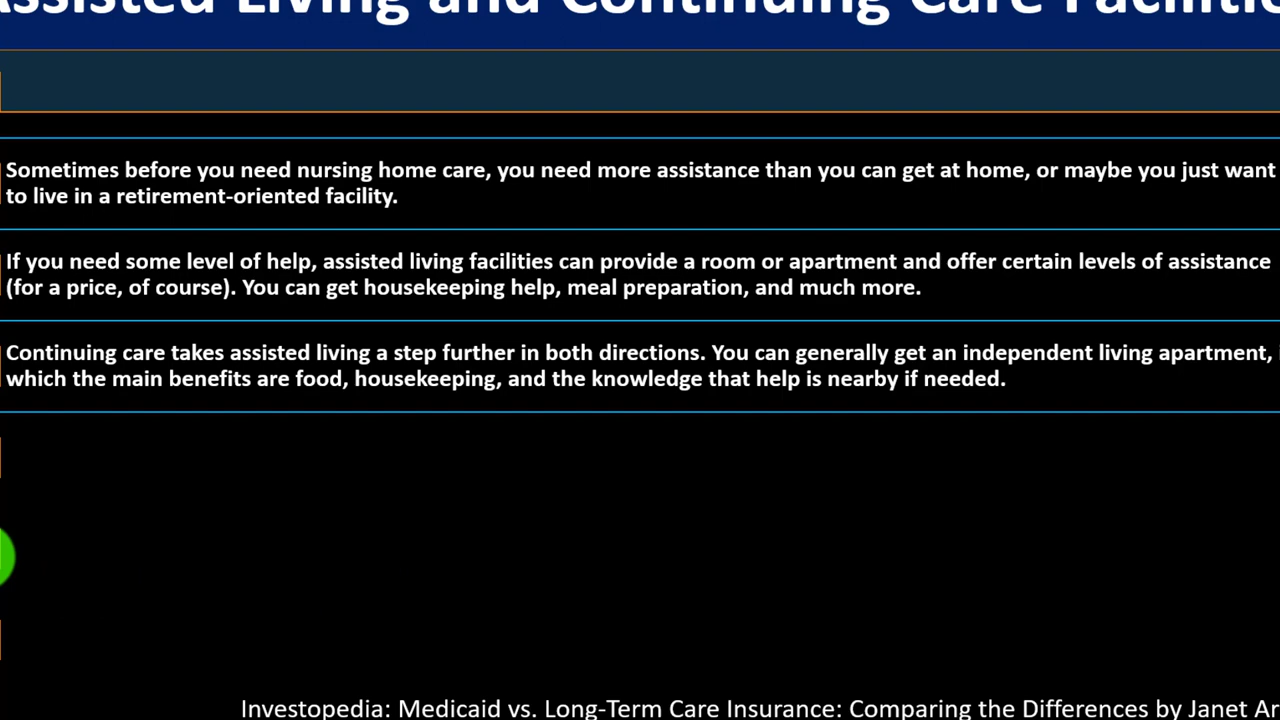 Living and Continuing Care
Sometimes before you need nursing home care, you need more assistance than you can get at home, or maybe you just want
to live in a retirement-oriented facility.
If you need some level of help, assisted living facilities can provide a room or apartment and offer certain levels of assistance
(for a price, of course). You can get housekeeping help, meal preparation, and much more.
Continuing care takes assisted living a step further in both directions. You can generally get an independent living apartment,
which the main benefits are food, housekeeping, and the knowledge that help is nearby if needed.
Investopedia: Medicaid vs. Long-Term Care Insurance: Comparing the Differences by Janet